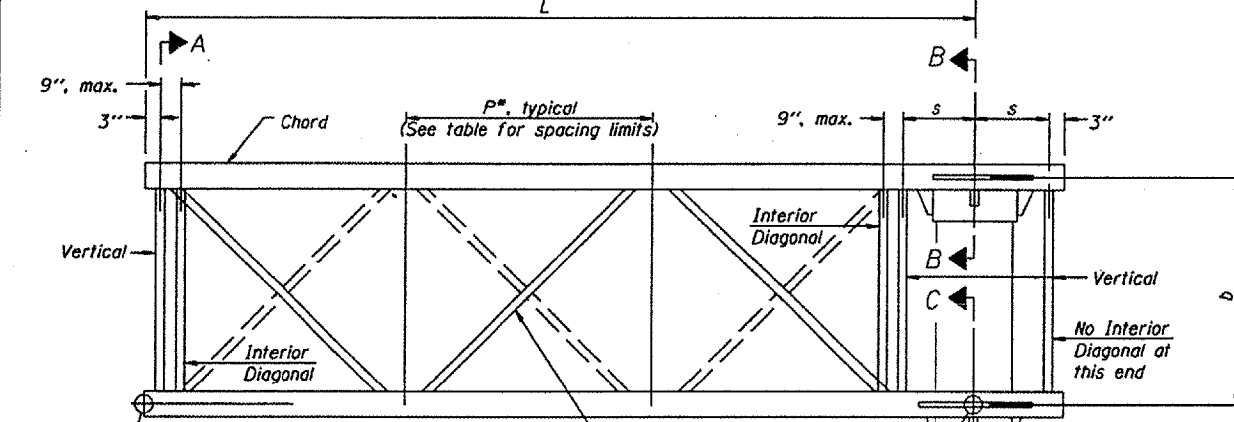 L
A
B
9", max.
P*, typical
s
s
3"
Chord
(See table for spacing limits)
9", max.
3"
Interior
Diagonal
Vertical
B
Vertical
C
b
Interior
Diagonal
No Interior
Diagonal at
this end